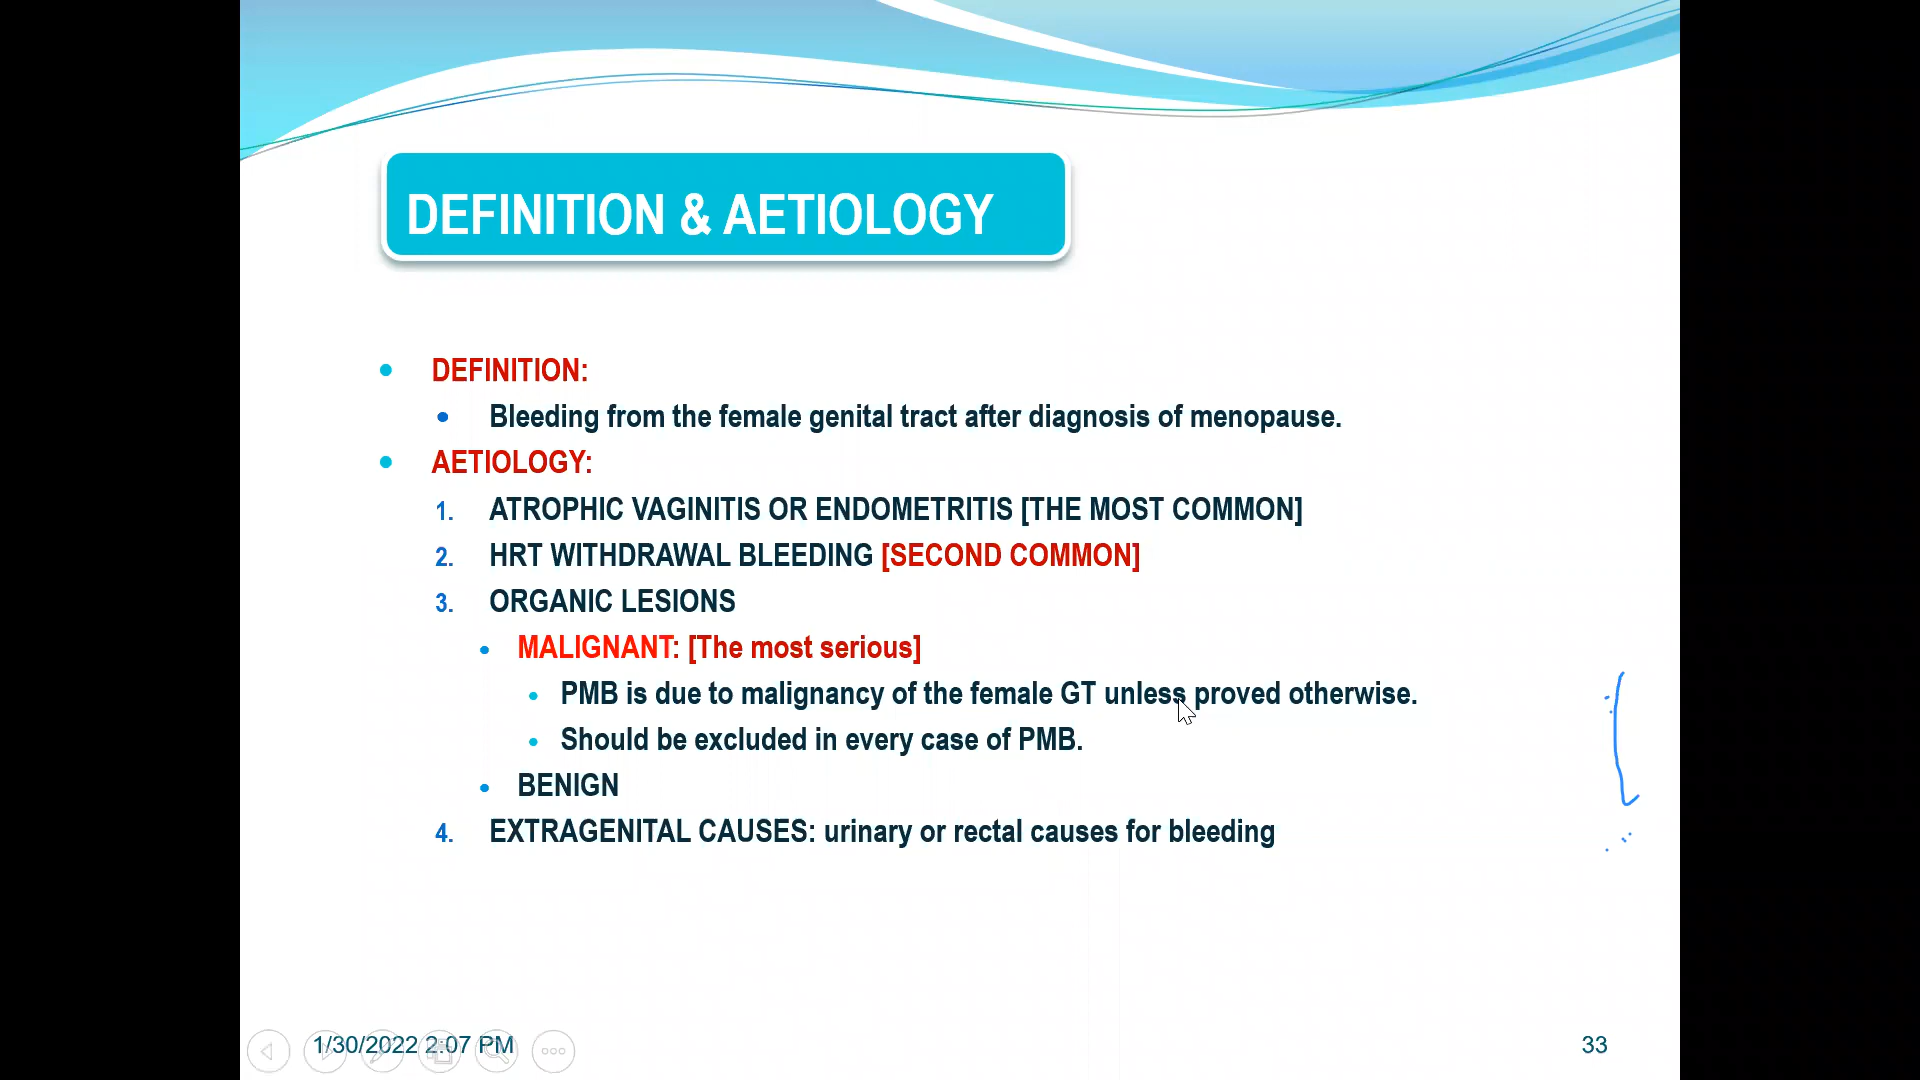 DEFINITION & AETIOLOGY
DEFINITION:
Bleeding from the female genital tract after diagnosis of menopause.
AETIOLOGY:
1. ATROPHIC VAGINITIS OR ENDOMETRITIS [THE MOST COMMON]
2. HRT WITHDRAWAL BLEEDING [SECOND COMMON]
3. ORGANIC LESIONS
MALIGNANT: [The most serious]
PMB is due to malignancy of the female GT unless proved otherwise.
Should be excluded in every case of PMB.
BENIGN
4. EXTRAGENITAL CAUSES: urinary or rectal causes for bleeding
1/30/2022 2:07 PM
33